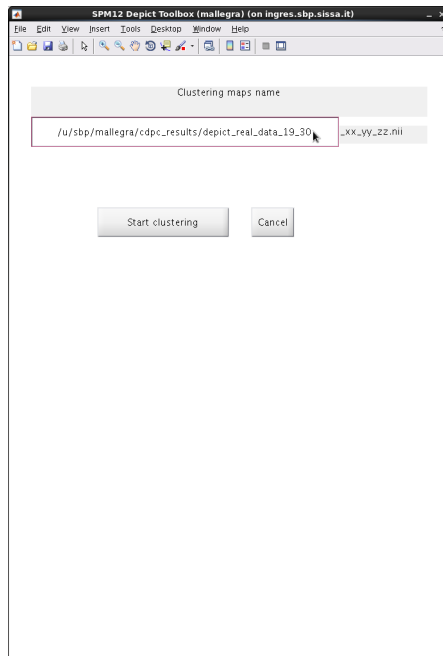 SPM12 Depict Toolbox (mallegra) (on ingres.sbp.sissa.it)
File Edit View Insert Tools Desktop Window Help
Clustering maps name
/u/sbp/mallegra/cdpc_results/depict_real_data_19_30 _xx_yy_zz.nii
Start clustering Cancel